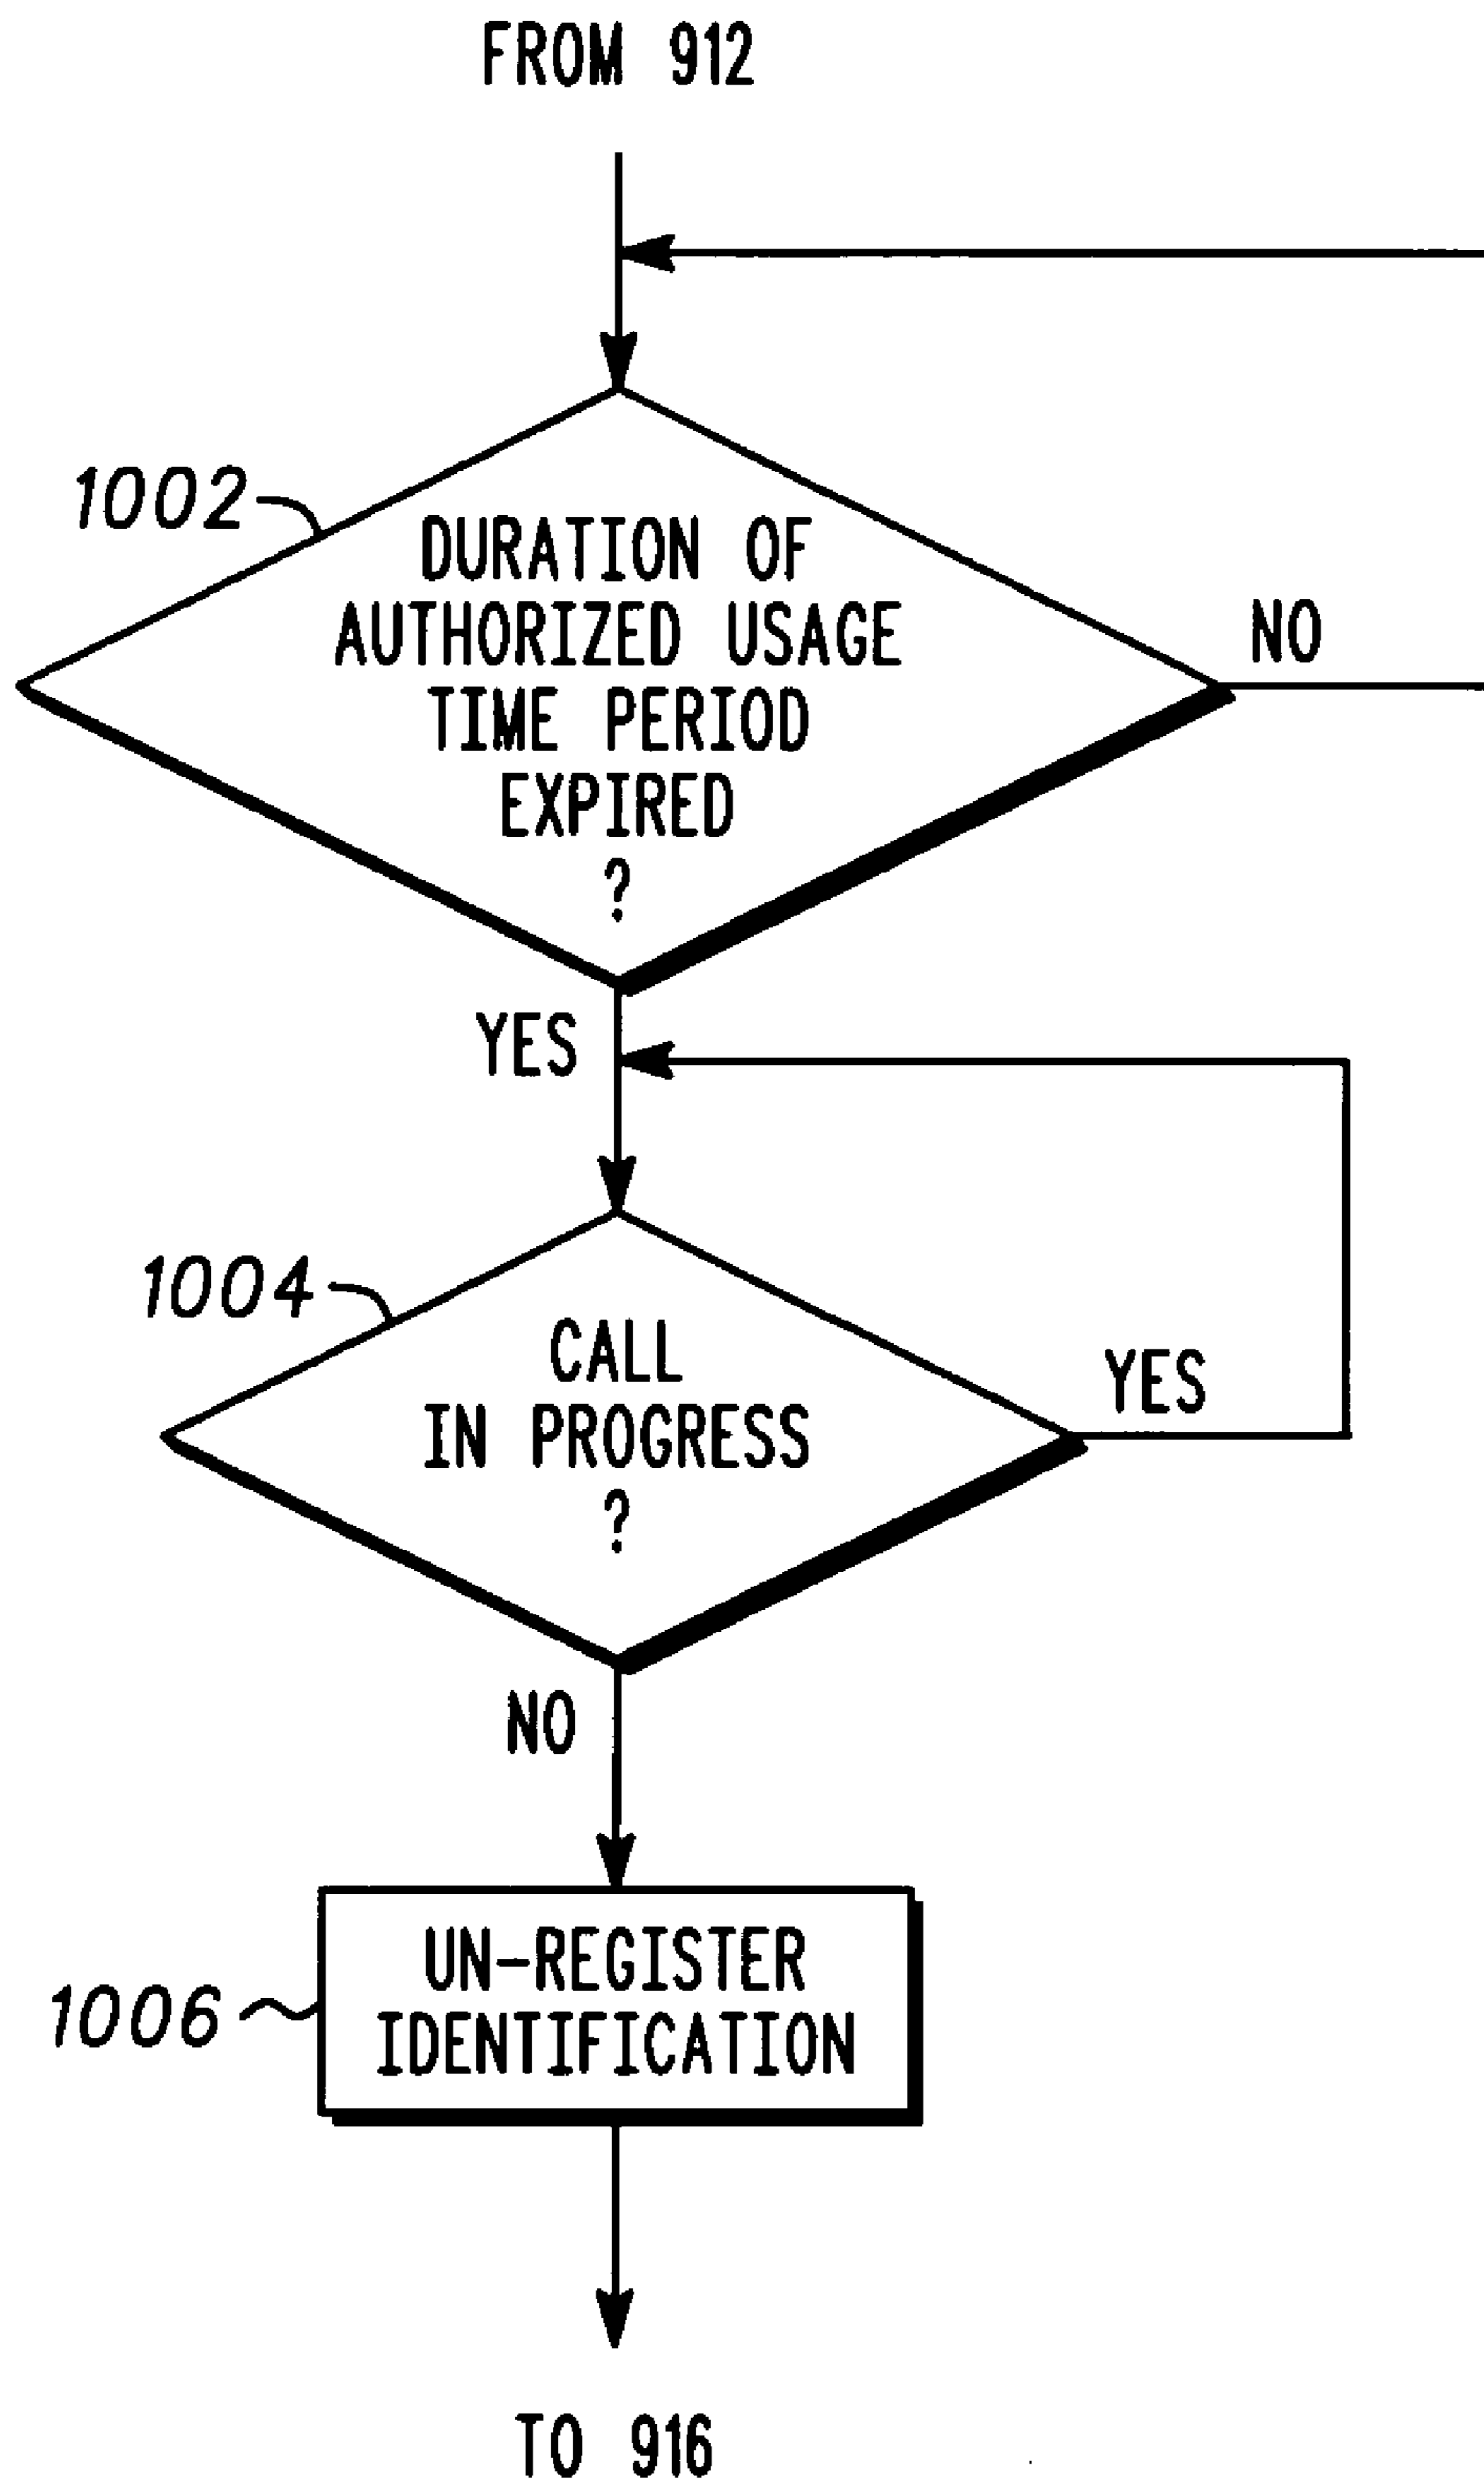 FROM 912
1002
DURATION OF
AUTHORIZED USAGE
TIME PERIOD
EXPIRED
?
NO
YES
1004
CALL
IN PROGRESS
?
YES
NO
1006
UN-REGISTER
IDENTIFICATION
TO 916